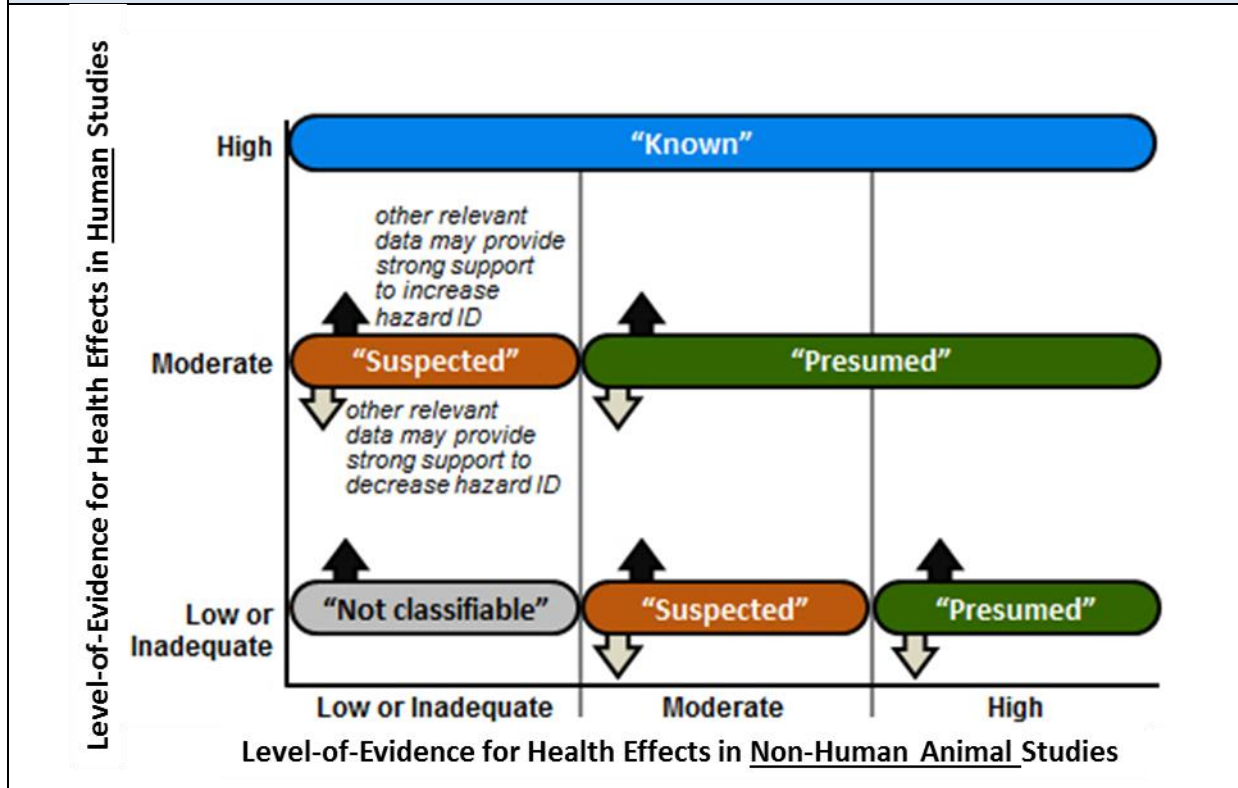 Level-of-Evidence for Health Effects in Human Studies
High
“Known”
other relevant
data may provide
strong support
to increase
hazard ID
Moderate
“Suspected”
“Presumed”
other relevant
data may provide
strong support to
decrease hazard ID
Low or
Inadequate
“Not classifiable”
“Suspected”
“Presumed”
Low or Inadequate
Moderate
High
Level-of-Evidence for Health Effects in Non-Human Animal Studies